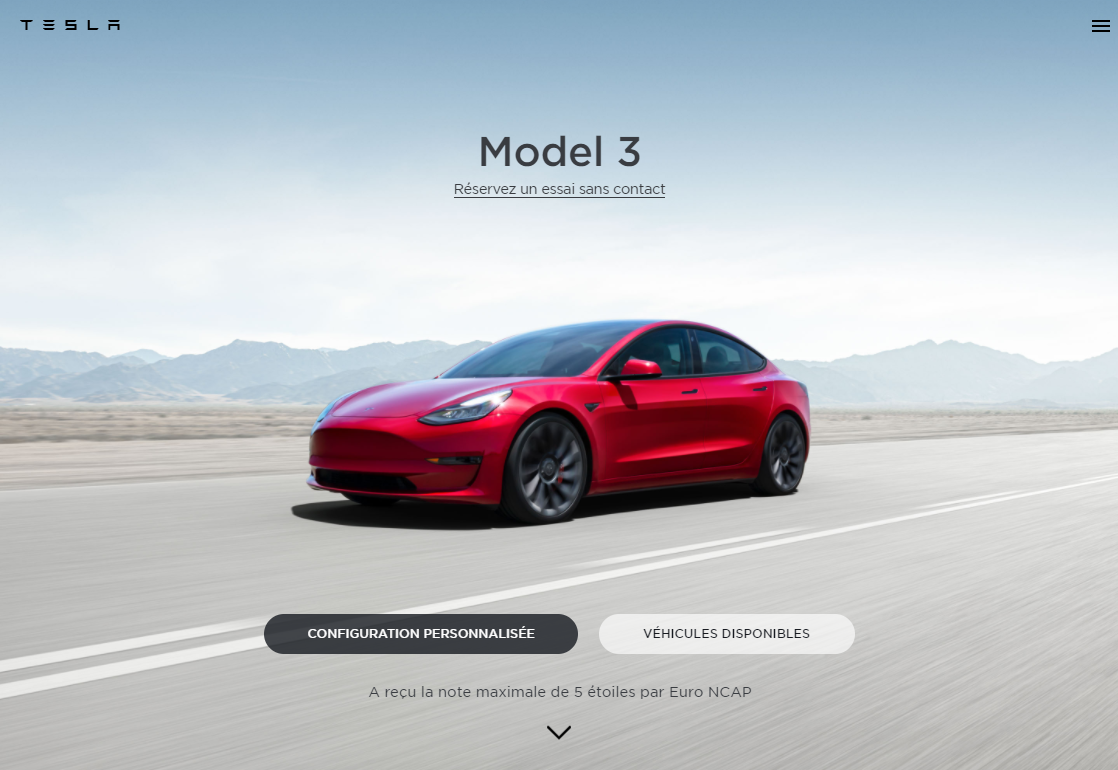 TESLA
Model 3
Réservez un essai sans contact
CONFIGURATION PERSONNALISÉE
VÉHICULES DISPONIBLES
A reçu la note maximale de 5 étoiles par Euro NCAP